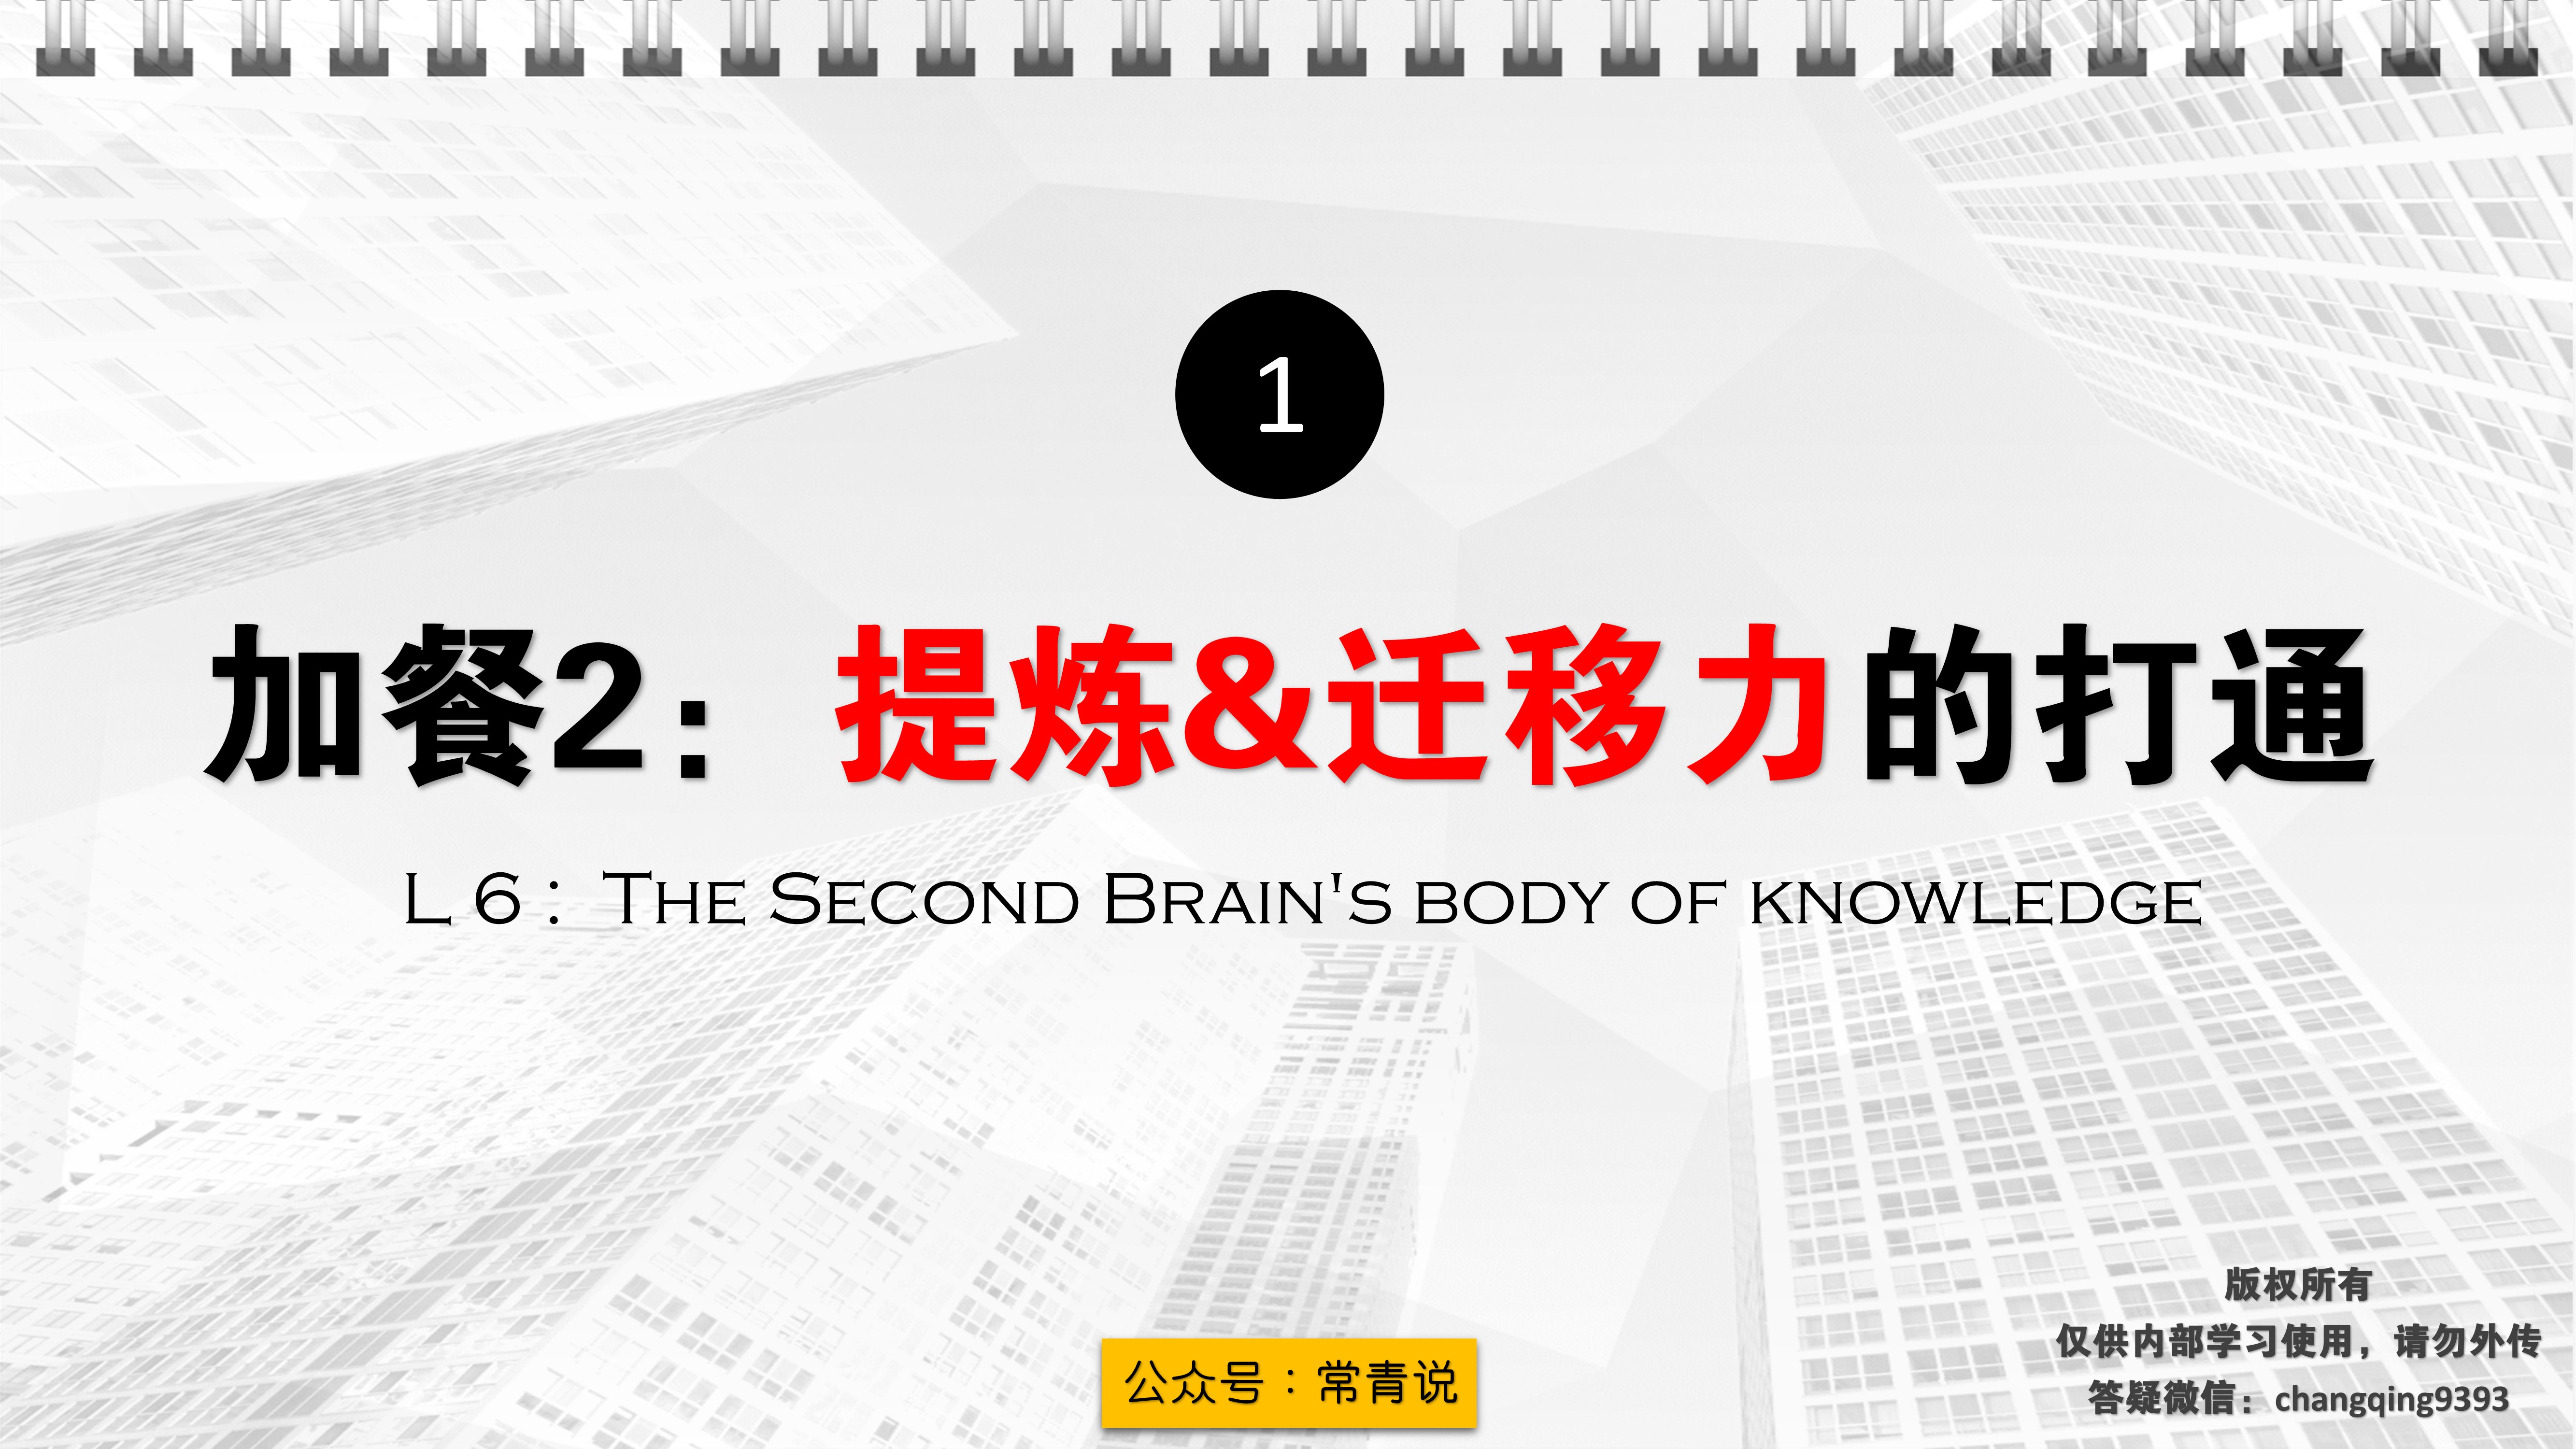 1
加餐2：提炼&迁移力的打通
L 6： The Second Brain's body of knowledge
公众号：常青说
版权所有
仅供内部学习使用，请勿外传
答疑微信：changqing9393